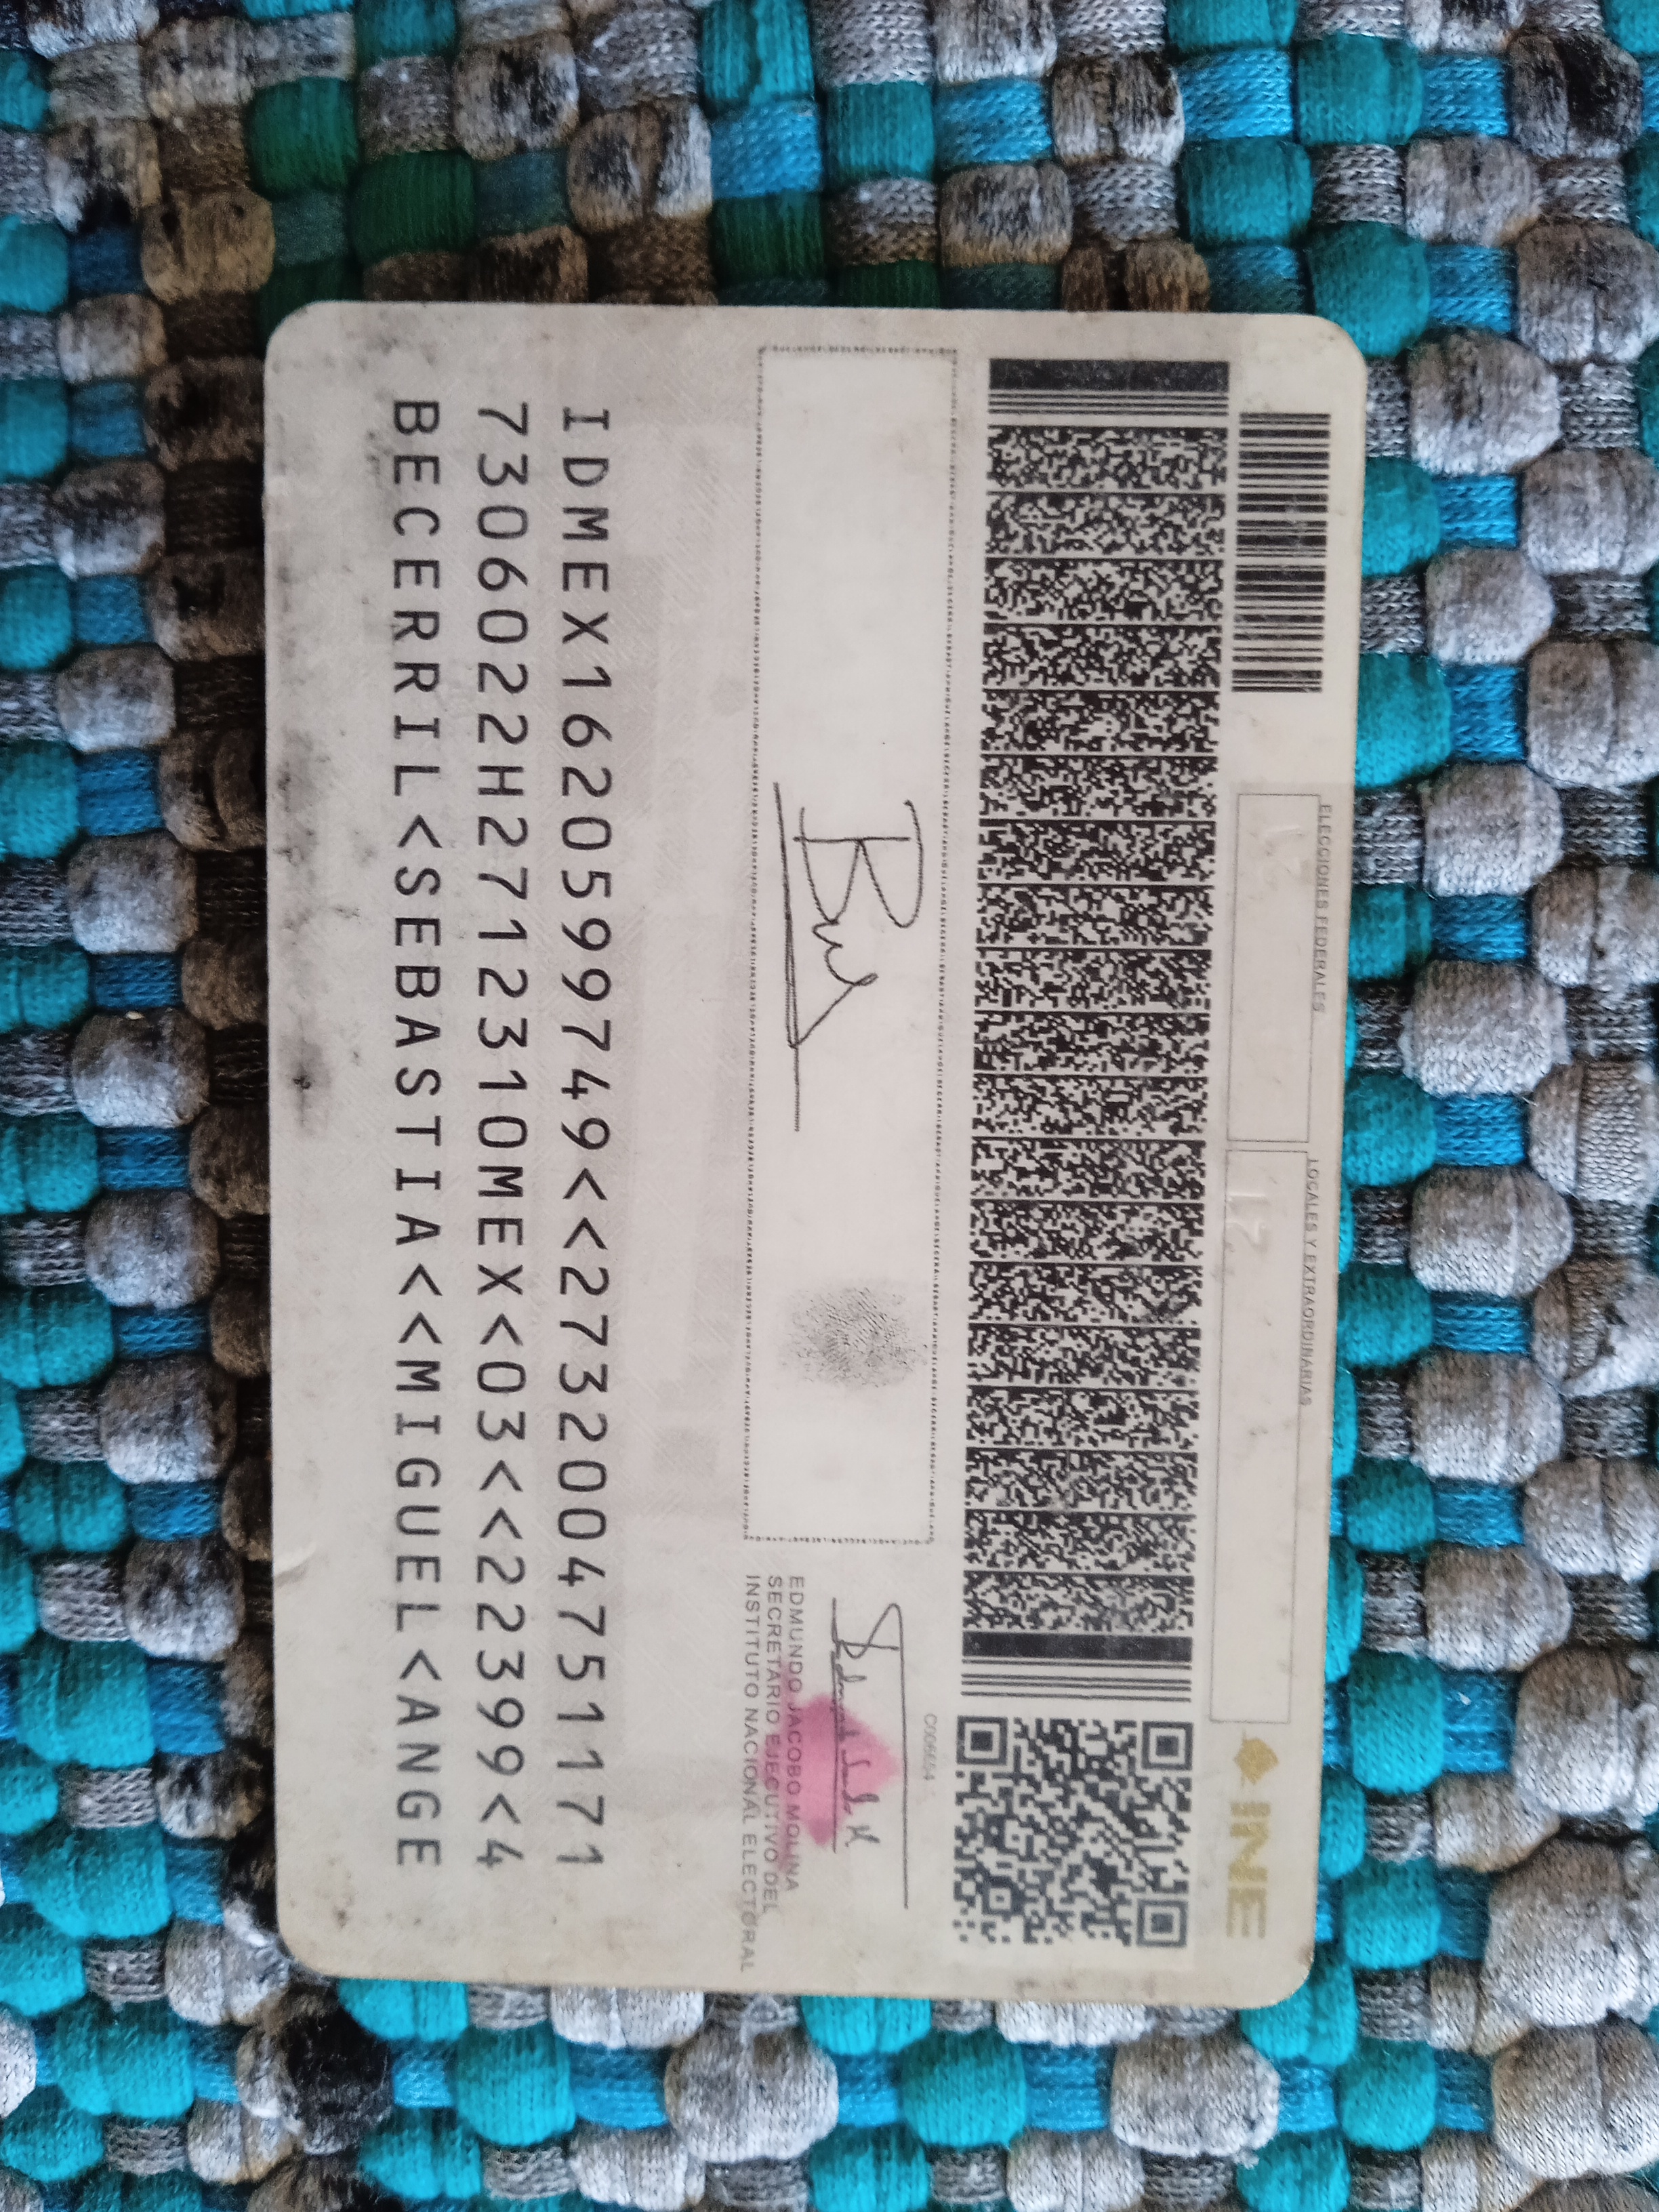 ELECCIONES FEDERALES
LOCALES Y EXTRAORDINARIAS
INE
EDMUNDO JACOBO MOLINA
SECRETARIO EJECUTIVO DEL
INSTITUTO NACIONAL ELECTORAL
IDMEX1620599749<<2732004751171
7306022H2712310MEX<03<<22399<4
BECERRIL<SEBASTIA<<MIGUEL<ANGE